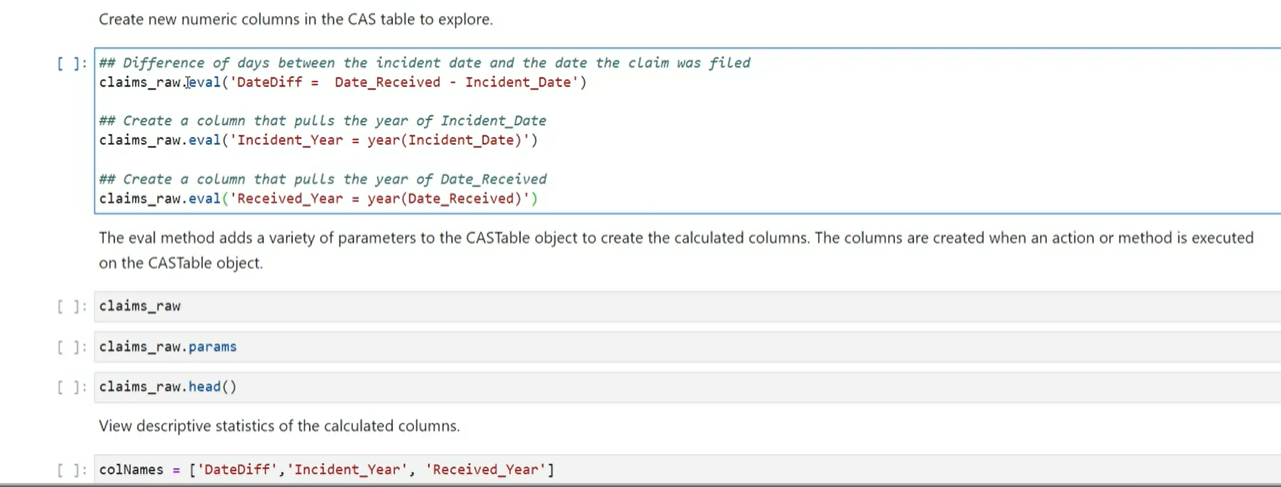 Create new numeric columns in the CAS table to explore.
[ ]: ## Difference of days between the incident date and the date the claim was filed
claims_raw.eval('DateDiff =  Date_Received - Incident_Date')
## Create a column that pulls the year of Incident_Date
claims_raw.eval('Incident_Year = year(Incident_Date)')
## Create a column that pulls the year of Date_Received
claims_raw.eval('Received_Year = year(Date_Received)')
The eval method adds a variety of parameters to the CASTable object to create the calculated columns. The columns are created when an action or method is executed
on the CASTable object.
[ ]: claims_raw
[ ]: claims_raw.params
[ ]: claims_raw.head()
View descriptive statistics of the calculated columns.
[ ]: colNames = ['DateDiff','Incident_Year', 'Received_Year']